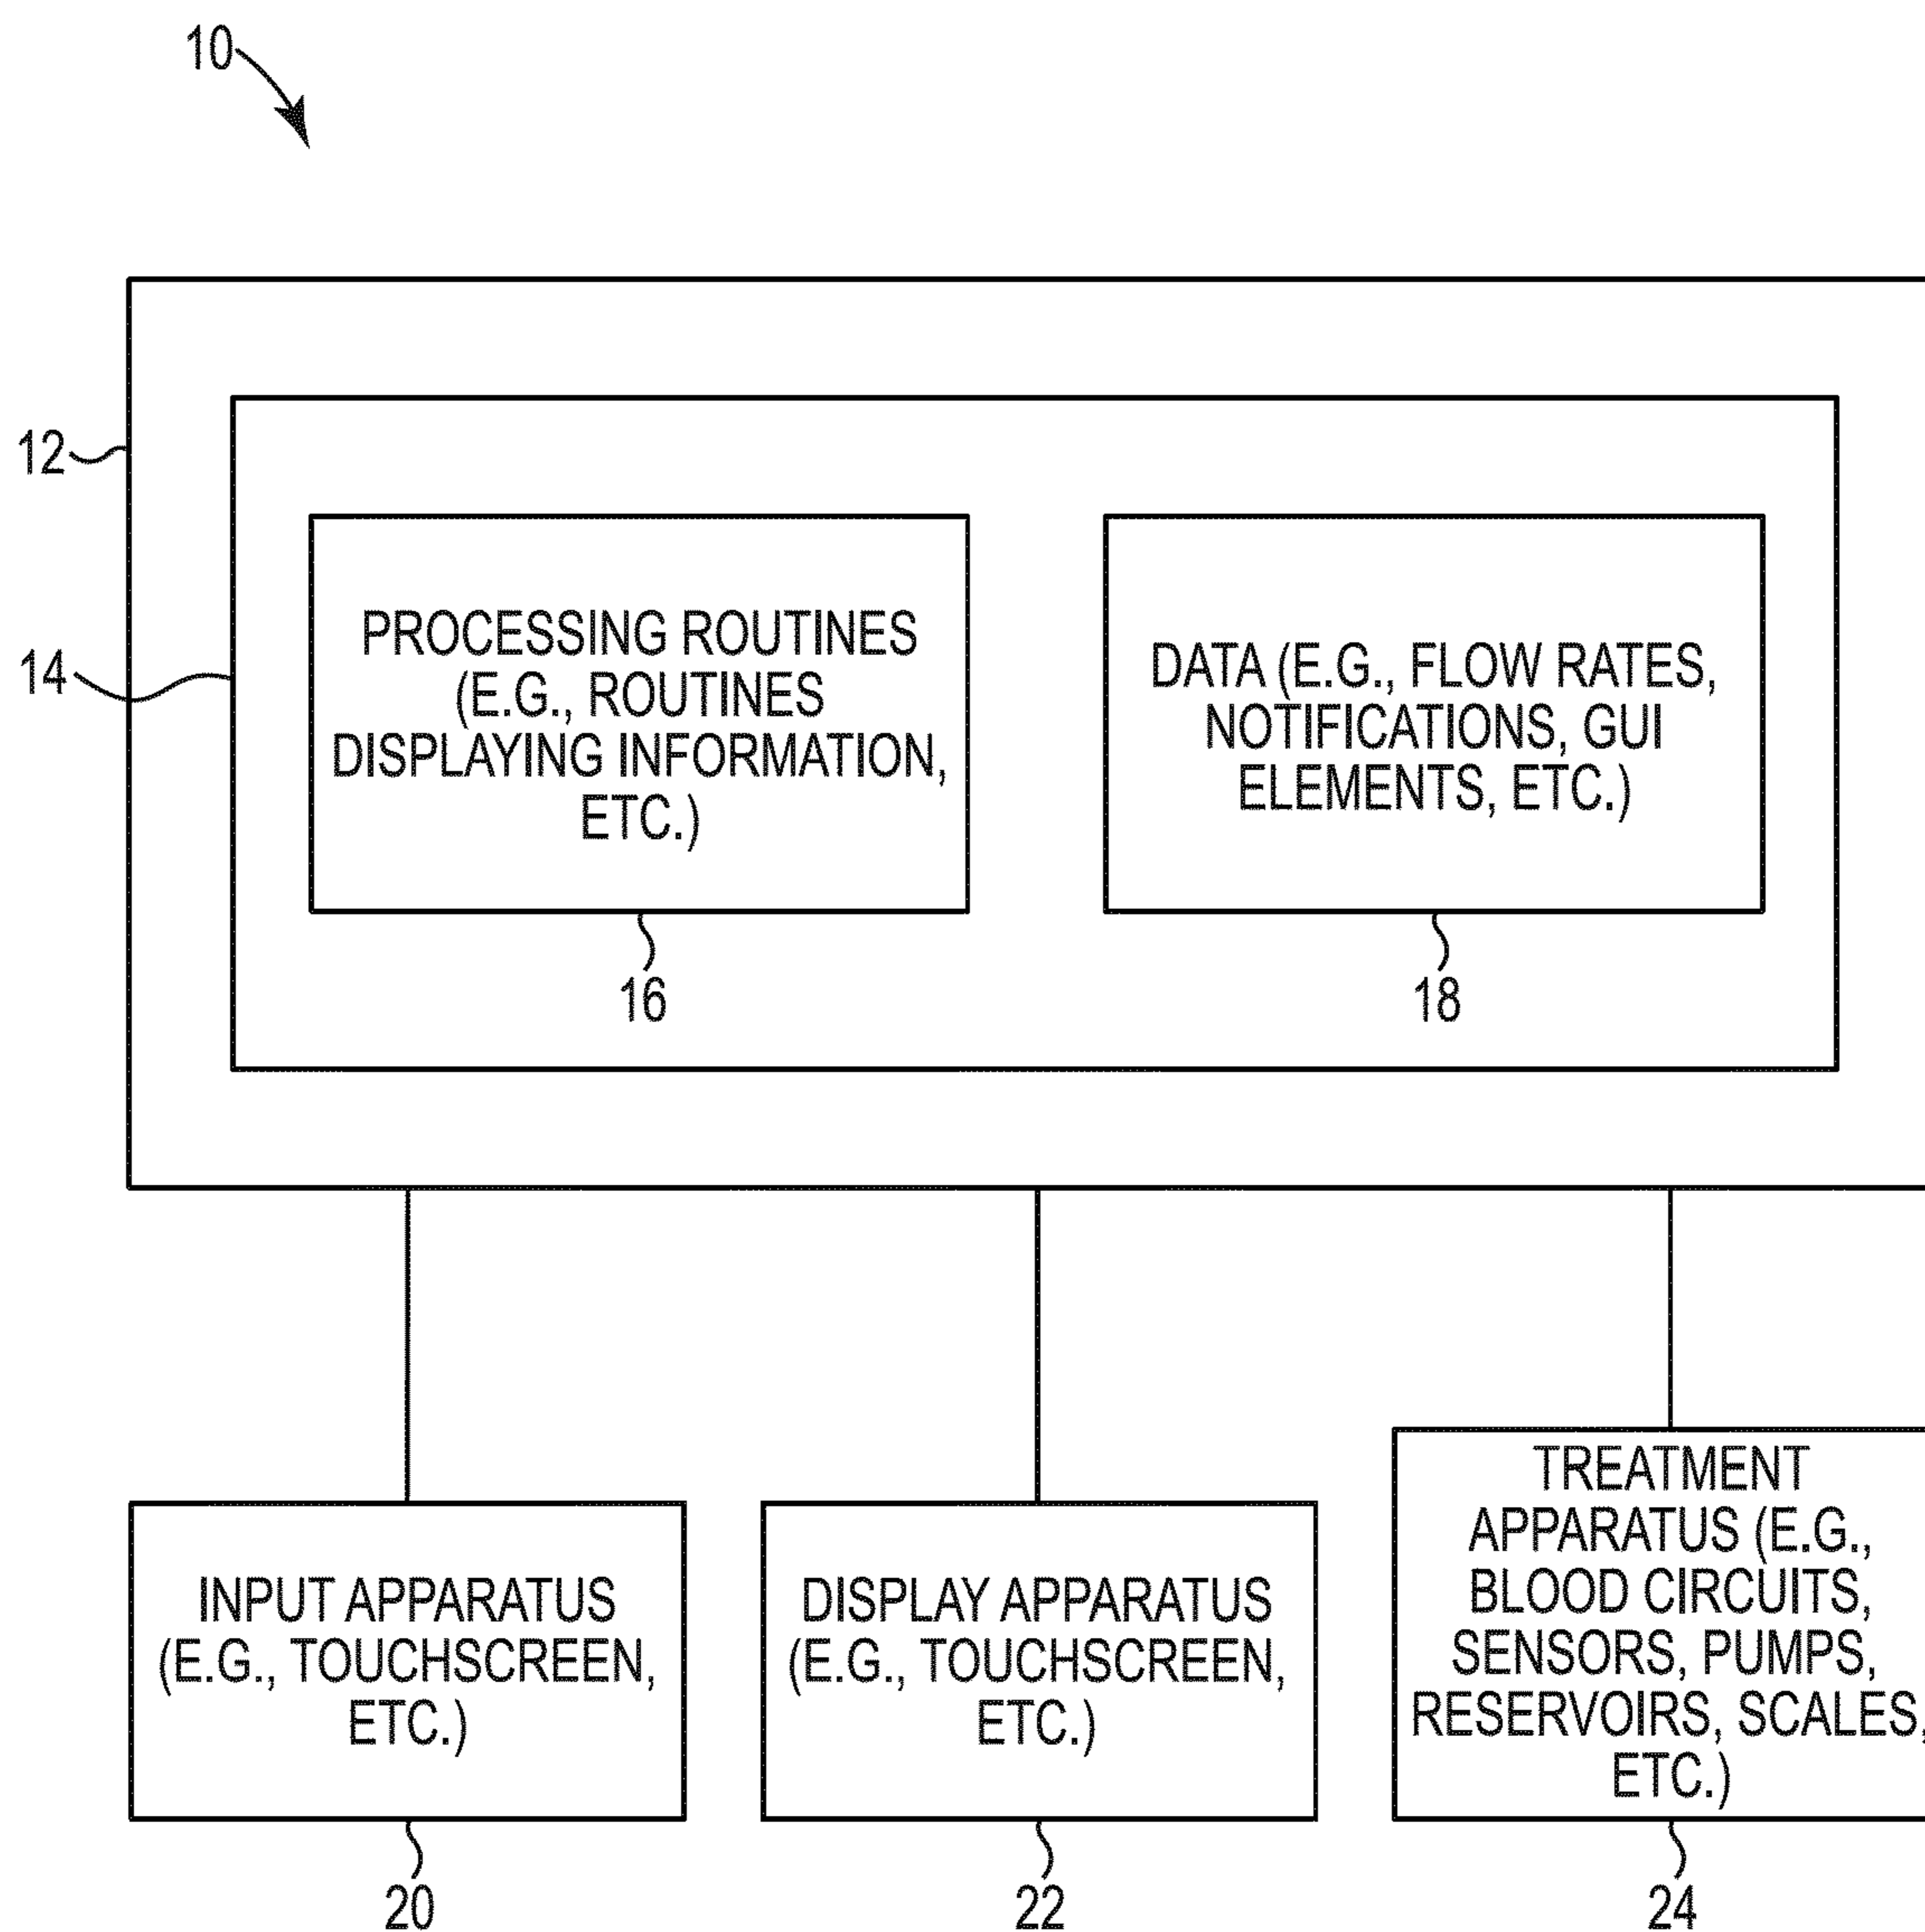 10
12
14
PROCESSING ROUTINES
(E.G., ROUTINES
DISPLAYING INFORMATION,
ETC.)
16
DATA (E.G., FLOW RATES,
NOTIFICATIONS, GUI
ELEMENTS, ETC.)
18
INPUT APPARATUS
(E.G., TOUCHSCREEN,
ETC.)
20
DISPLAY APPARATUS
(E.G., TOUCHSCREEN,
ETC.)
22
TREATMENT
APPARATUS (E.G.,
BLOOD CIRCUITS,
SENSORS, PUMPS,
RESERVOIRS, SCALES,
ETC.)
24